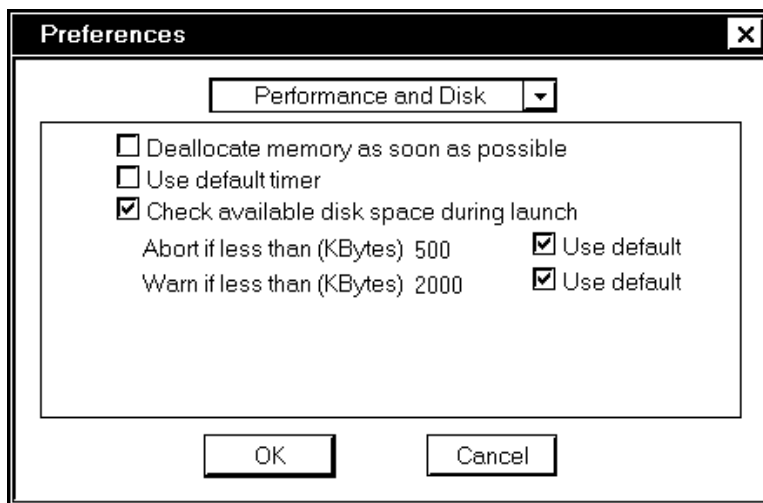 Preferences
Performance and Disk
Deallocate memory as soon as possible
Use default timer
Check available disk space during launch
Abort if less than (KBytes) 500 Use default
Warn if less than (KBytes) 2000 Use default
OK Cancel